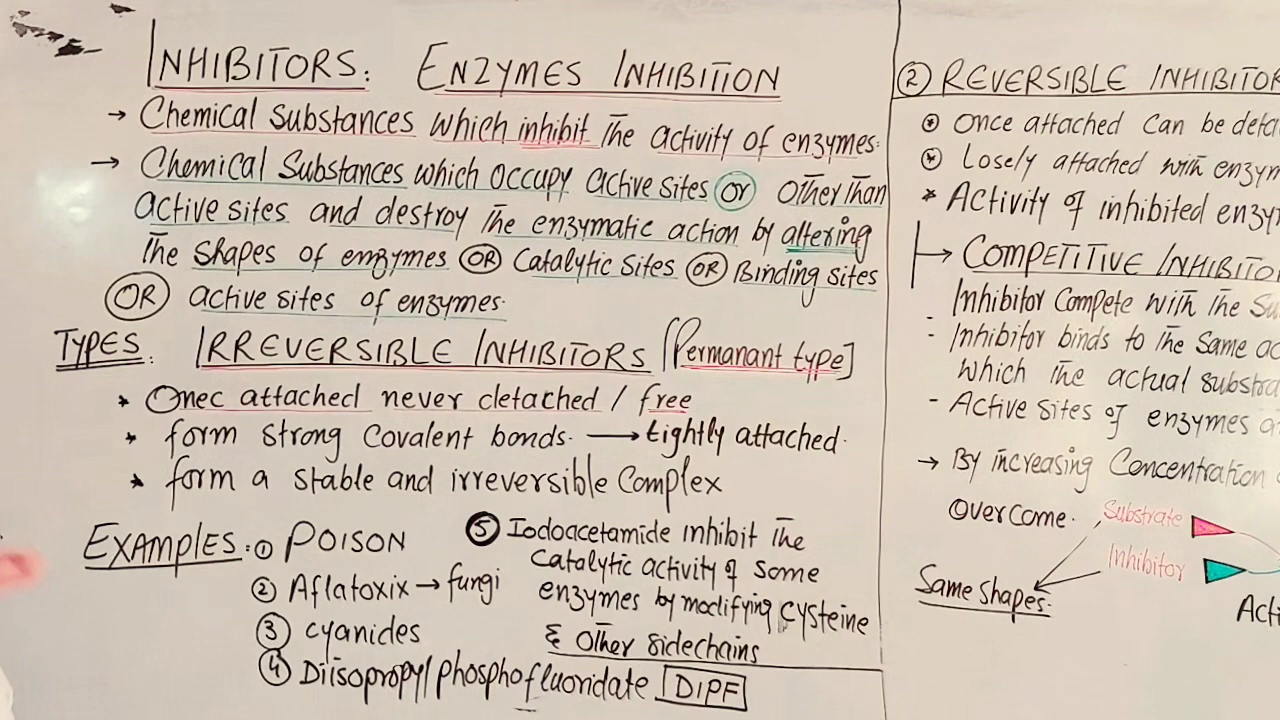 INHIBITORS: ENZYMES INHIBITION
→ Chemical Substances which inhibit The activity of enzymes.
→ Chemical Substances which occupy active sites or other than
active sites and destroy The enzymatic action by altering
The shapes of enzymes OR Catalytic sites OR Binding sites
OR active sites of enzymes.
TYPES: IRREVERSIBLE INHIBITORS [Permanant type]
* Onec attached never detached / free
* form strong Covalent bonds. → tightly attached.
* form a stable and irreversible Complex
EXAMPLES: ① POISON
② Aflatoxix → fungi
③ cyanides
④ Diisopropyl phosphofluoridate DIPF
⑤ Iodoacetamide inhibit The
Catalytic activity of some
enzymes by modifying cysteine
& other sidechains
② REVERSIBLE INHIBITOR
* Once attached can be deta
* Losely attached with enzym
* Activity of inhibited enzy
→ COMPETITIVE INHIBITO
- Inhibitor Compete with The Su
- Inhibitor binds to The Same ac
which The actual substra
- Active sites of enzymes a
→ By increasing Concentration
Overcome.
Substrate
Inhibitor
Same shapes.
Acti